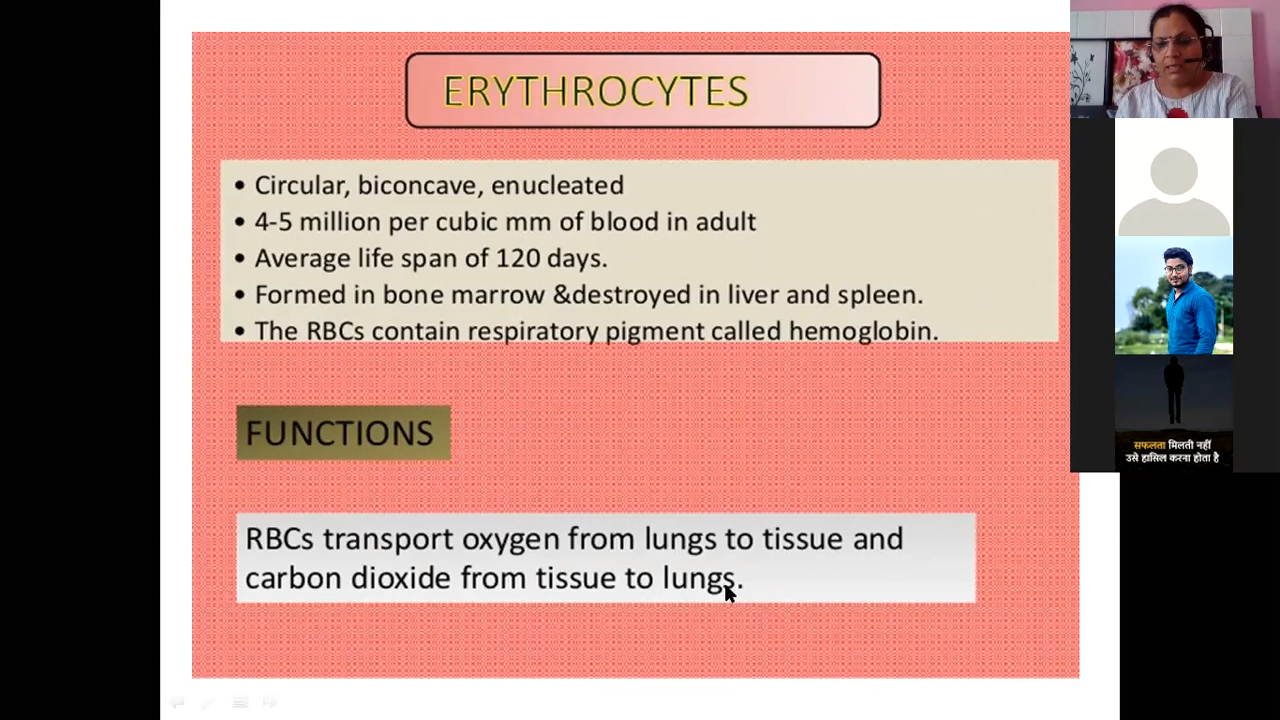 ERYTHROCYTES
• Circular, biconcave, enucleated
• 4-5 million per cubic mm of blood in adult
• Average life span of 120 days.
• Formed in bone marrow &destroyed in liver and spleen.
• The RBCs contain respiratory pigment called hemoglobin.
FUNCTIONS
RBCs transport oxygen from lungs to tissue and
carbon dioxide from tissue to lungs.
सफलता मिलती नहीं
उसे हासिल करना होता है